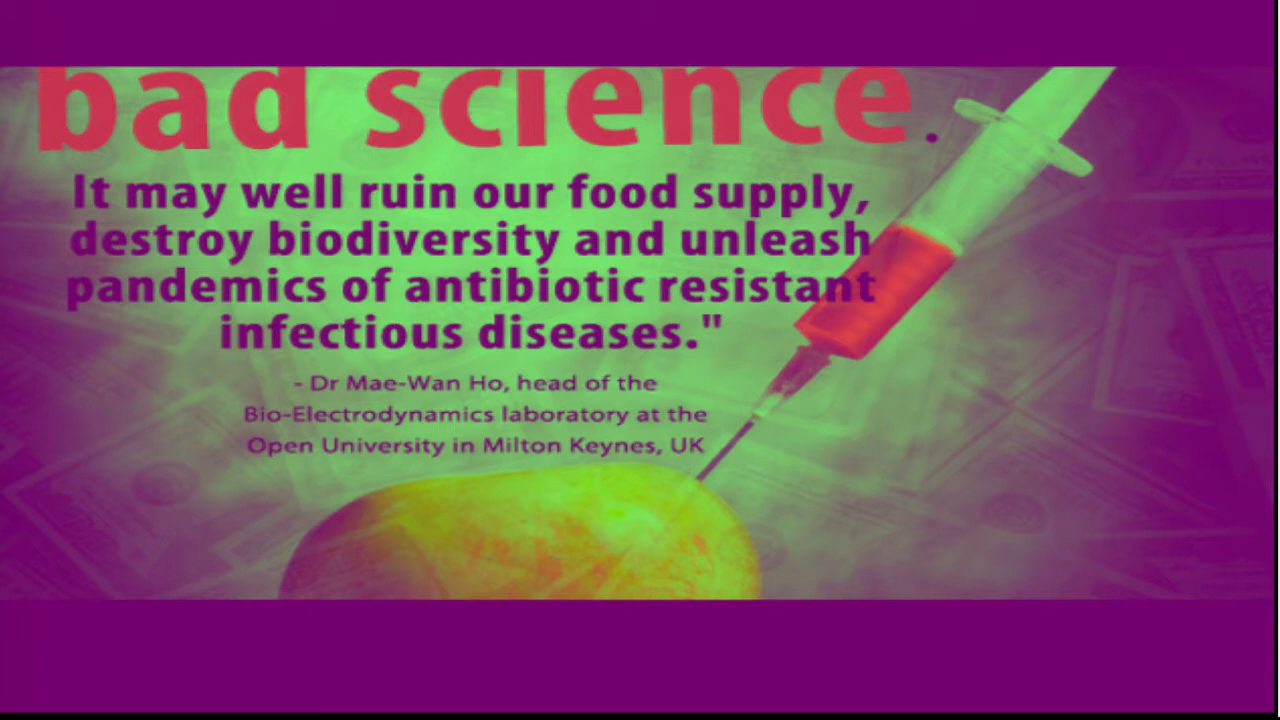 bad science.
It may well ruin our food supply,
destroy biodiversity and unleash
pandemics of antibiotic resistant
infectious diseases."
- Dr Mae-Wan Ho, head of the
Bio-Electrodynamics laboratory at the
Open University in Milton Keynes, UK